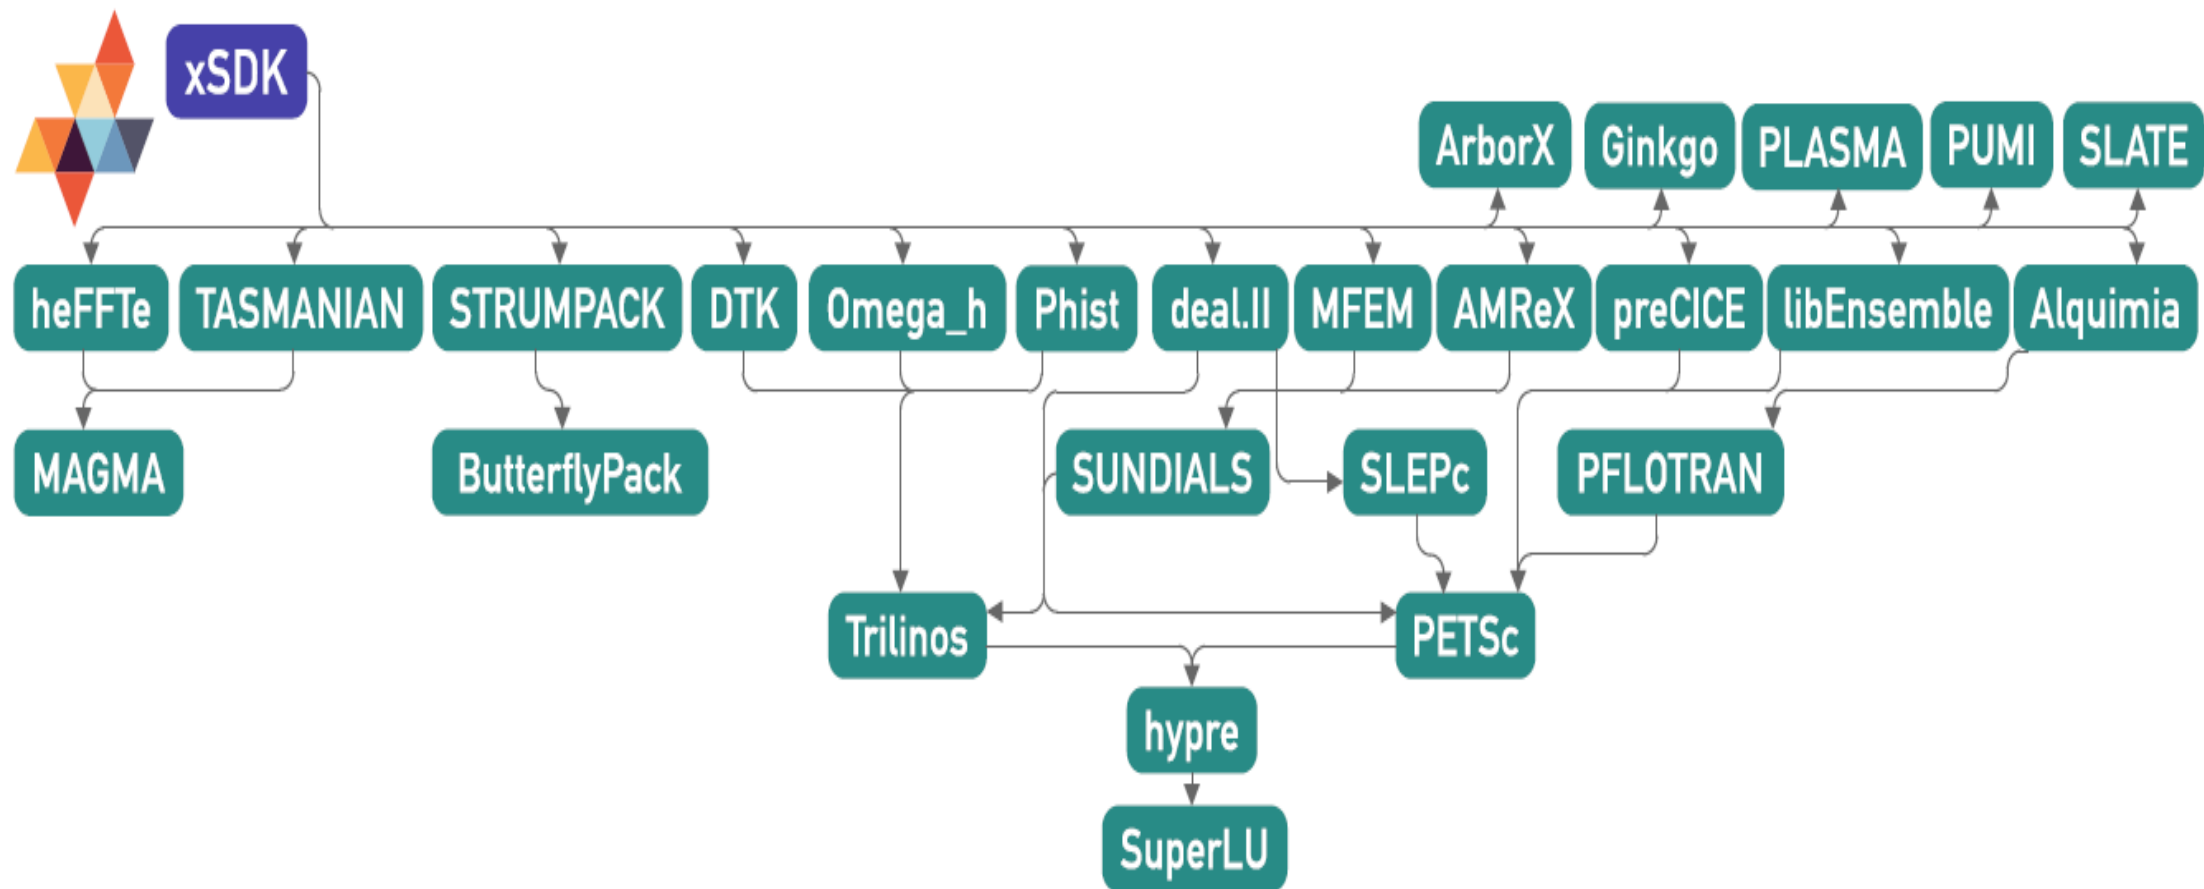 xSDK
ArborX
Ginkgo
PLASMA
PUMI
SLATE
heFFTe
TASMANIAN
STRUMPACK
DTK
Omega_h
Phist
deal.II
MFEM
AMReX
preCICE
libEnsemble
Alquimia
MAGMA
ButterflyPack
SUNDIALS
SLEPc
PFLOTRAN
Trilinos
PETSc
hypre
SuperLU